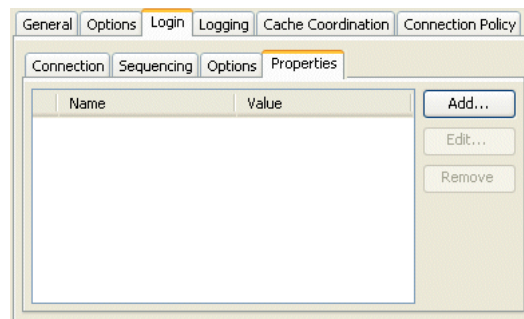 General Options Login Logging Cache Coordination Connection Policy
Connection Sequencing Options Properties
Name Value Add...
Edit...
Remove